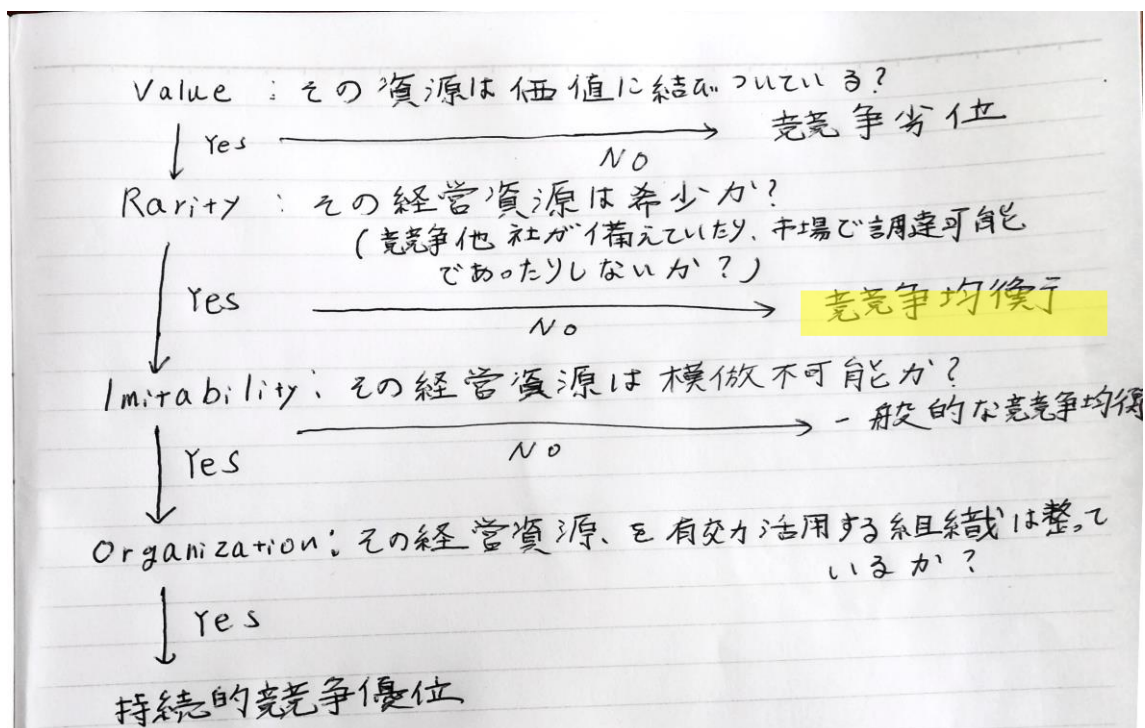 Value : その資源は価値に結びついている?
Yes
NO
競争劣位
Rarity : その経営資源は希少か?
(競争他社が備えていたり、市場で調達可能
であったりしないか?)
Yes
NO
競争均衡
Imitability : その経営資源は模倣不可能か?
Yes
NO
一般的な競争均衡
Organization : その経営資源、を有効活用する組織は整って
いるか?
Yes
持続的競争優位